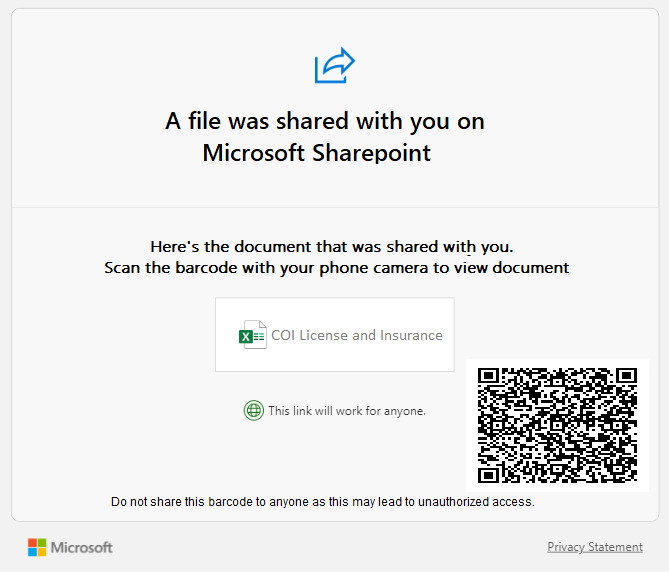 A file was shared with you on
Microsoft Sharepoint
Here's the document that was shared with you.
Scan the barcode with your phone camera to view document
COI License and Insurance
This link will work for anyone.
Do not share this barcode to anyone as this may lead to unauthorized access.
Microsoft
Privacy Statement